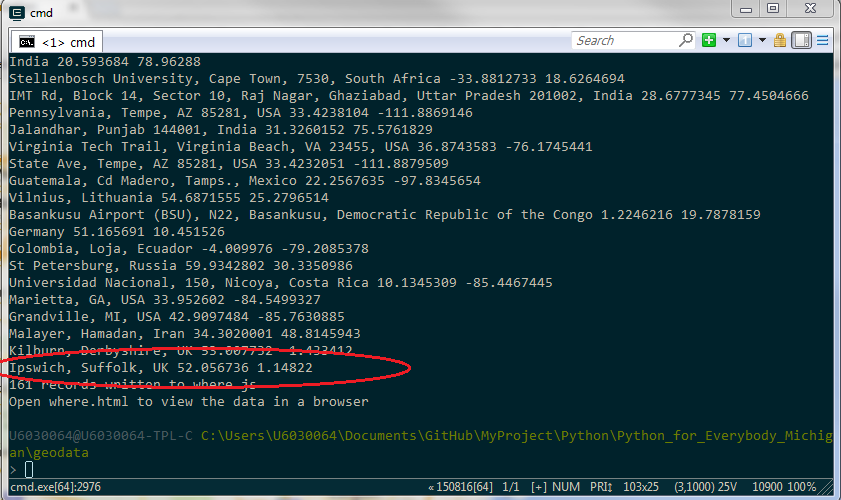 cmd
<1> cmd
Search
India 20.593684 78.96288
Stellenbosch University, Cape Town, 7530, South Africa -33.8812733 18.6264694
IMT Rd, Block 14, Sector 10, Raj Nagar, Ghaziabad, Uttar Pradesh 201002, India 28.6777345 77.4504666
Pennsylvania, Tempe, AZ 85281, USA 33.4238104 -111.8869146
Jalandhar, Punjab 144001, India 31.3260152 75.5761829
Virginia Tech Trail, Virginia Beach, VA 23455, USA 36.8743583 -76.1745441
State Ave, Tempe, AZ 85281, USA 33.4232051 -111.8879509
Guatemala, Cd Madero, Tamps., Mexico 22.2567635 -97.8345654
Vilnius, Lithuania 54.6871555 25.2796514
Basankusu Airport (BSU), N22, Basankusu, Democratic Republic of the Congo 1.2246216 19.7878159
Germany 51.165691 10.451526
Colombia, Loja, Ecuador -4.009976 -79.2085378
St Petersburg, Russia 59.9342802 30.3350986
Universidad Nacional, 150, Nicoya, Costa Rica 10.1345309 -85.4467445
Marietta, GA, USA 33.952602 -84.5499327
Grandville, MI, USA 42.9097484 -85.7630885
Malayer, Hamadan, Iran 34.3020001 48.8145943
Kilburn, Derbyshire, UK 53.007732 -1.433412
Ipswich, Suffolk, UK 52.056736 1.14822
161 records written to where.js
Open where.html to view the data in a browser
U6030064@U6030064-TPL-C C:\Users\U6030064\Documents\GitHub\MyProject\Python\Python_for_Everybody_Michig
an\geodata
>
cmd.exe[64]:2976 «150816[64] 1/1 [+] NUM PRI↕ 103x25 (3,1000) 25V 10900 100%